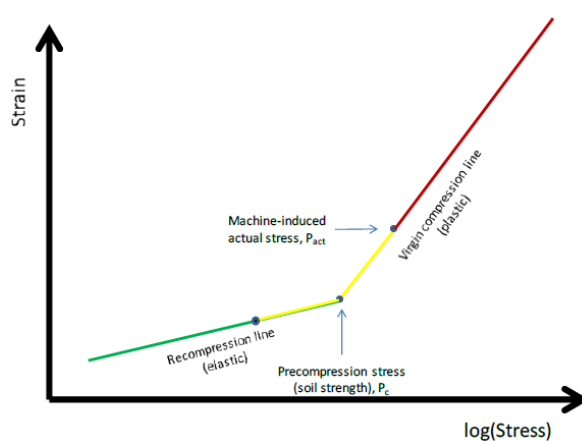 Strain
Machine-induced
actual stress, Pact
Virgin compression line
(plastic)
Recompression line
(elastic)
Precompression stress
(soil strength), Pc
log(Stress)